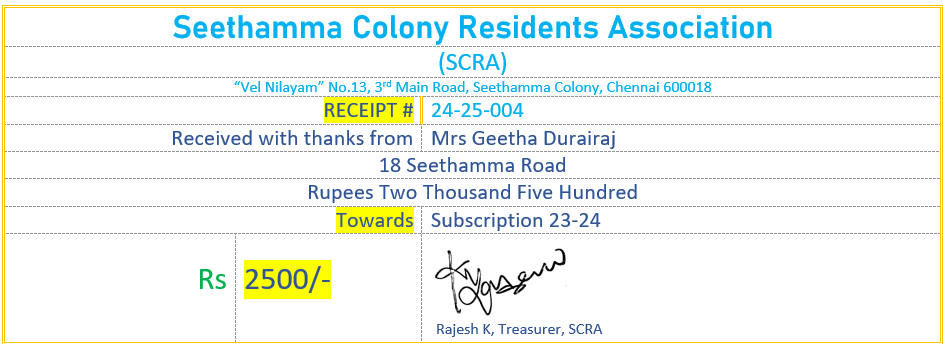 Seethamma Colony Residents Association
(SCRA)
“Vel Nilayam” No.13, 3rd Main Road, Seethamma Colony, Chennai 600018
RECEIPT # 24-25-004
Received with thanks from Mrs Geetha Durairaj
18 Seethamma Road
Rupees Two Thousand Five Hundred
Towards Subscription 23-24
Rs 2500/-
Rajesh K, Treasurer, SCRA